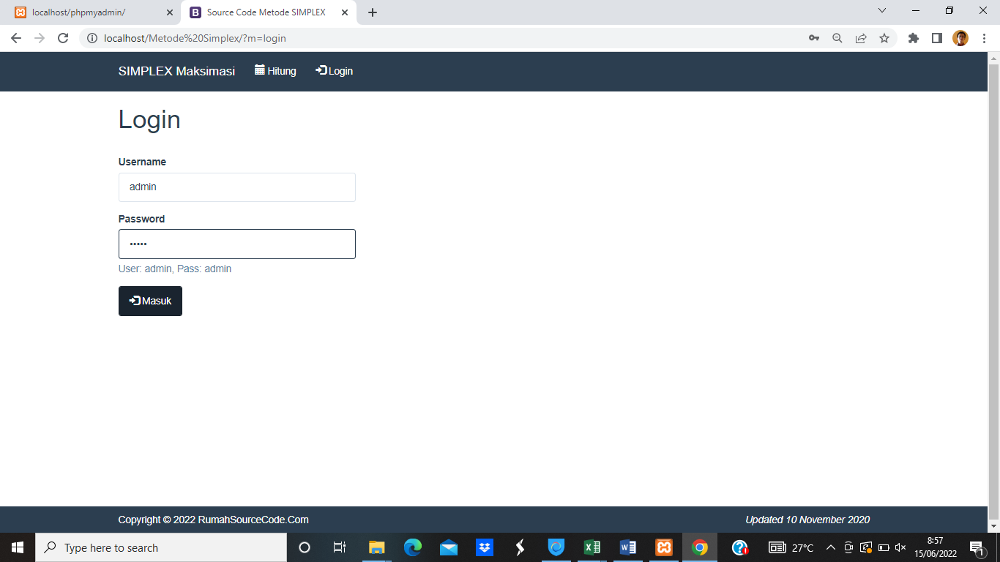 localhost/phpmyadmin/
Source Code Metode SIMPLEX
localhost/Metode%20Simplex/?m=login
SIMPLEX Maksimasi
Hitung
Login
Login
Username
admin
Password
•••••
User: admin, Pass: admin
Masuk
Copyright © 2022 RumahSourceCode.Com
Updated 10 November 2020
Type here to search
27°C
8:57
15/06/2022
1